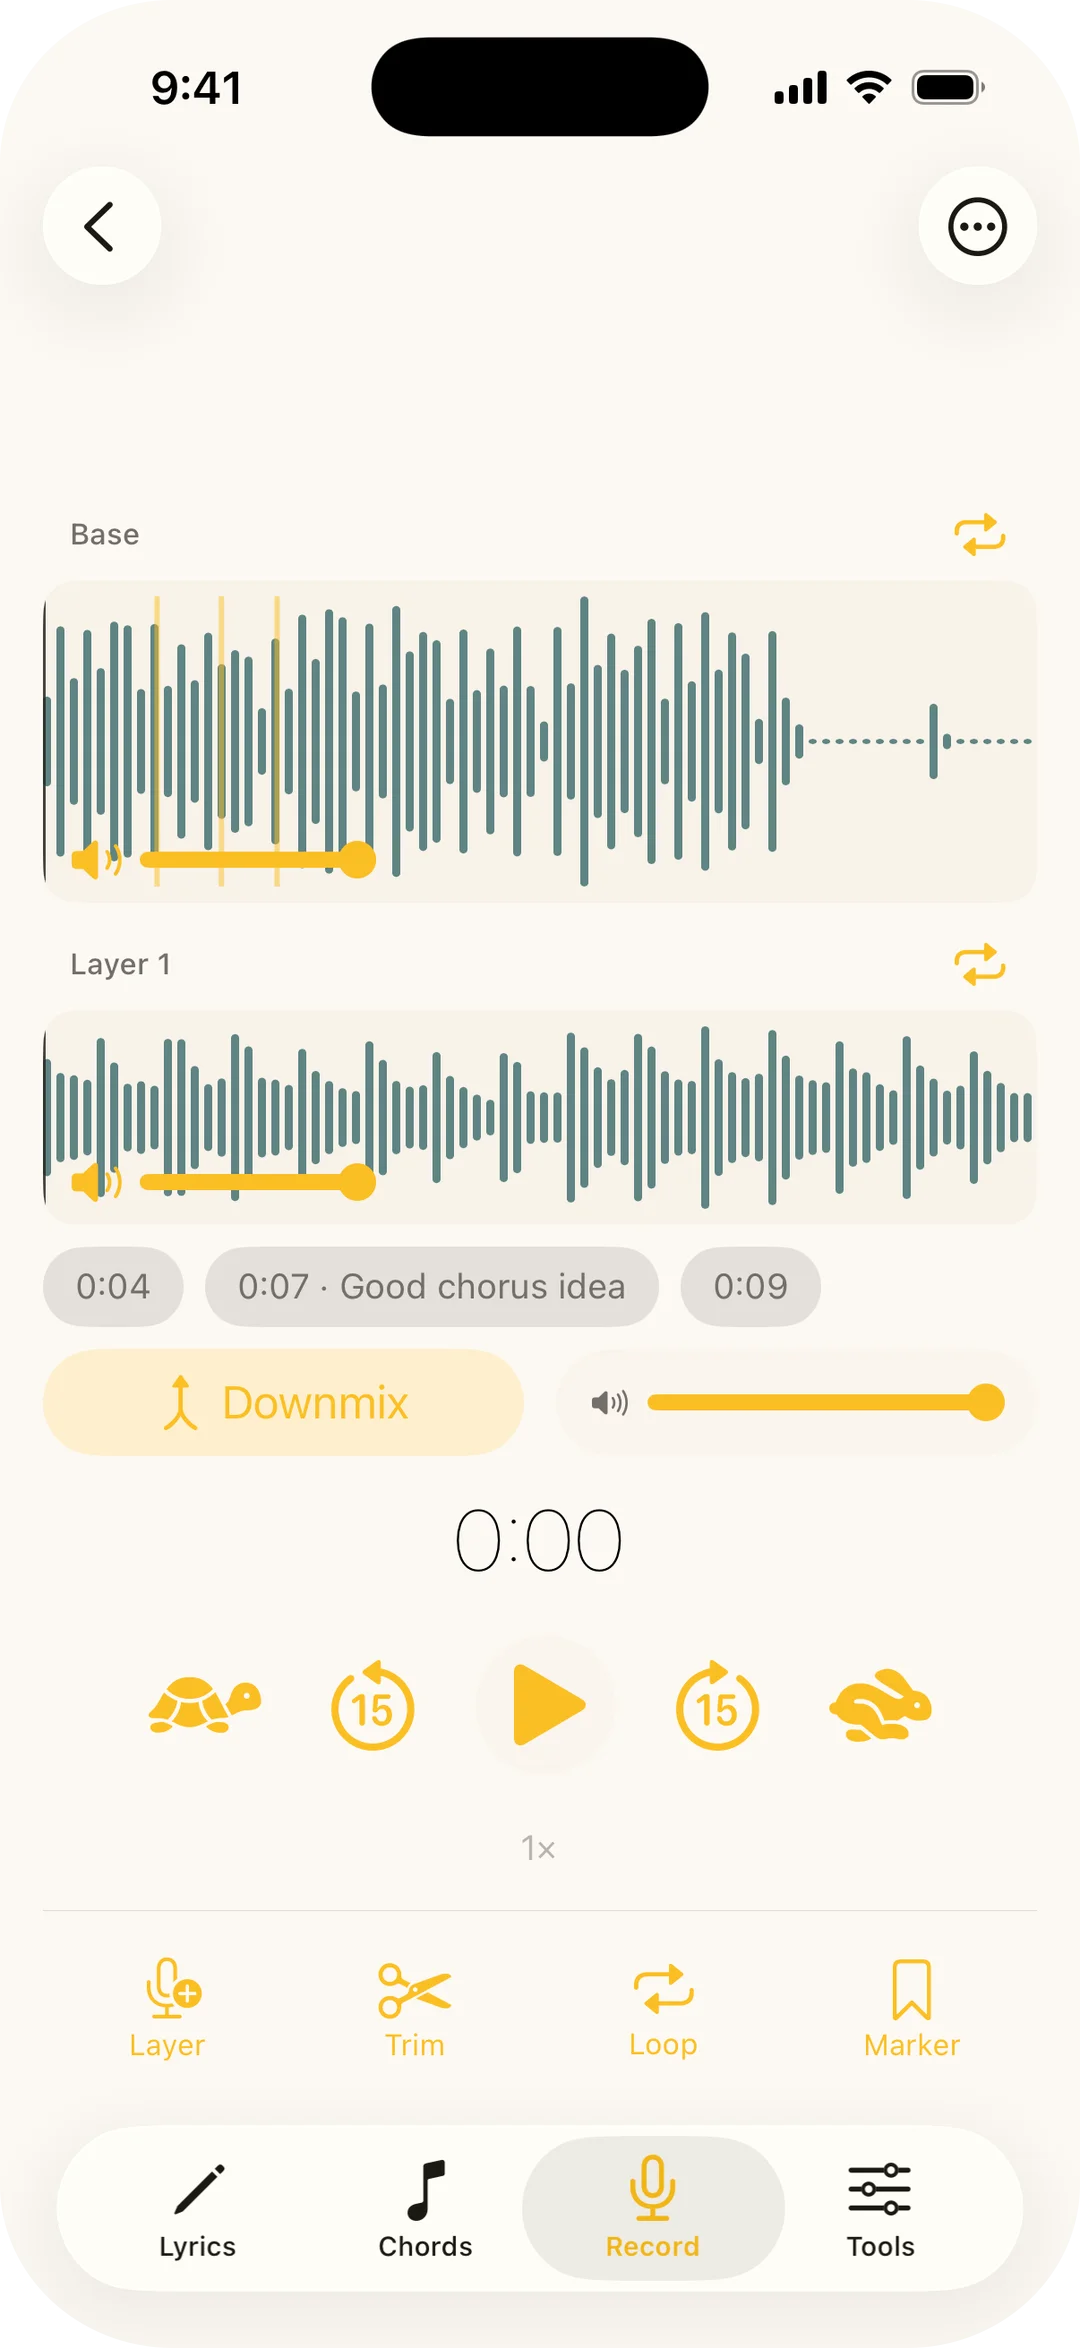 9:41
Base
Layer 1
0:04
0:07 · Good chorus idea
0:09
Downmix
0:00
15
15
1×
Layer
Trim
Loop
Marker
Lyrics
Chords
Record
Tools